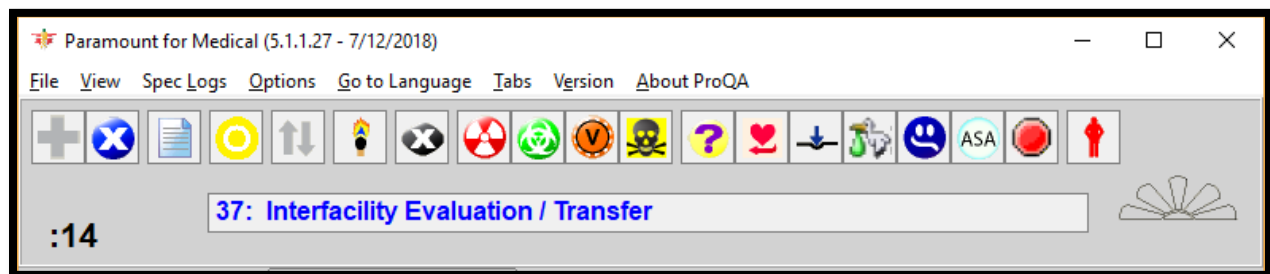 Paramount for Medical (5.1.1.27 - 7/12/2018)
File View Spec Logs Options Go to Language Tabs Version About ProQA
V ? ASA
37: Interfacility Evaluation / Transfer
:14